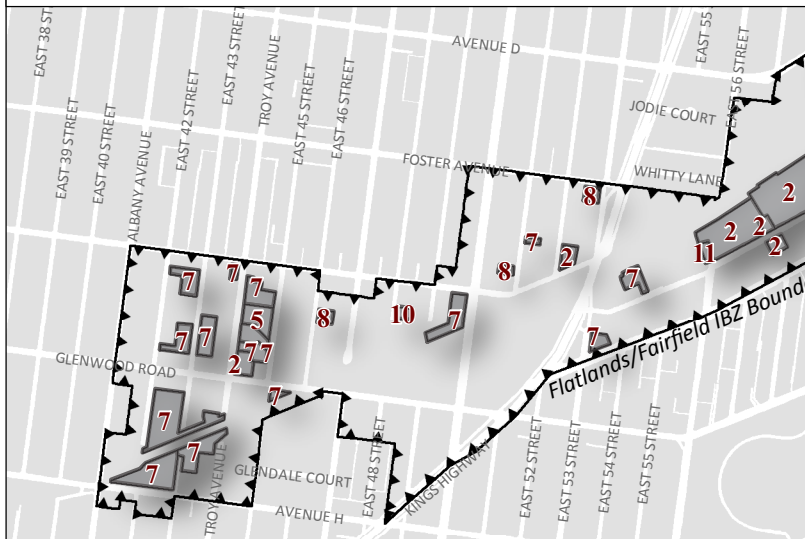 EAST 38 ST.
EAST 39 STREET
EAST 40 STREET
ALBANY AVENUE
EAST 42 STREET
EAST 43 STREET
TROY AVENUE
EAST 45 STREET
EAST 46 STREET
AVENUE D
FOSTER AVENUE
EAST 55
EAST 56 STREET
JODIE COURT
WHITTY LANE
8
2
2
2
11
2
7
2
8
7
7
7
7
5
8
10
7
7
7
7
7
7
2
7
GLENWOOD ROAD
7
7
7
7
TROY AVENUE
GLENDALE COURT
AVENUE H
EAST 48 STREET
KINGS HIGHWAY
EAST 52 STREET
EAST 53 STREET
EAST 54 STREET
EAST 55 STREET
Flatlands/Fairfield IBZ Bound